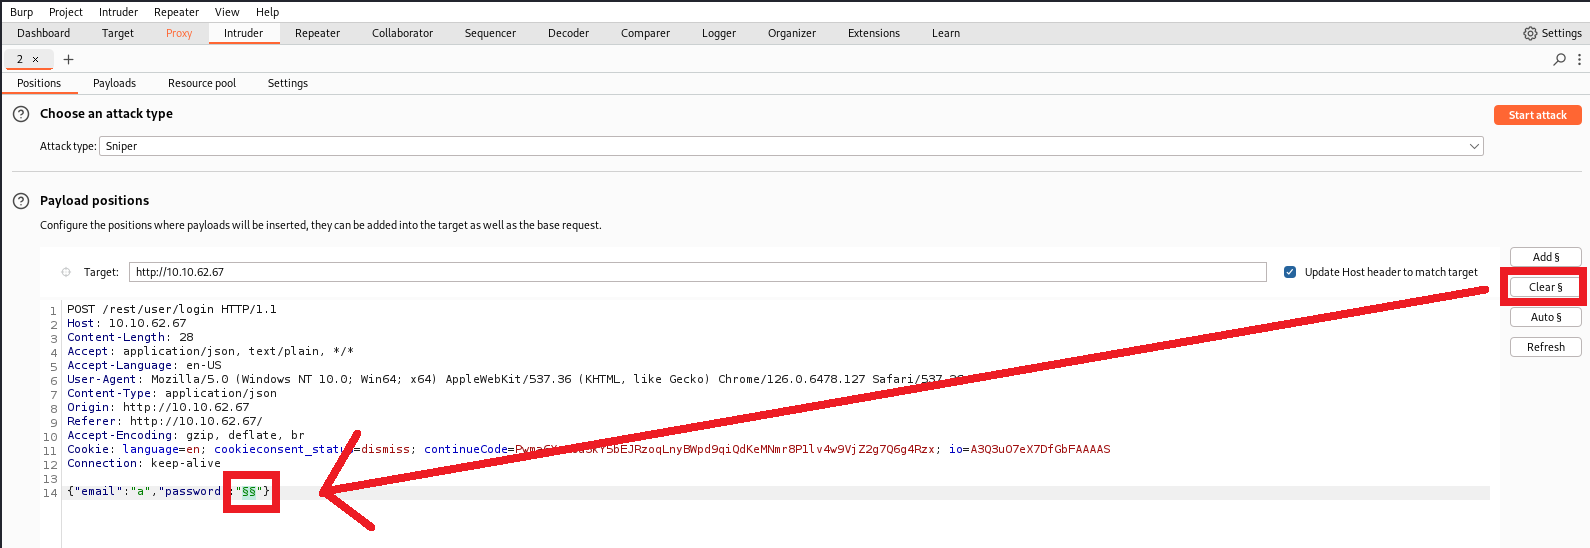 Burp Project Intruder Repeater View Help
Dashboard Target Proxy Intruder Repeater Collaborator Sequencer Decoder Comparer Logger Organizer Extensions Learn Settings
2 × +
Positions Payloads Resource pool Settings
Choose an attack type
Start attack
Attack type: Sniper
Payload positions
Configure the positions where payloads will be inserted, they can be added into the target as well as the base request.
Add §
Target: http://10.10.62.67 Update Host header to match target
Clear §
Auto §
Refresh
1 POST /rest/user/login HTTP/1.1
2 Host: 10.10.62.67
3 Content-Length: 28
4 Accept: application/json, text/plain, */*
5 Accept-Language: en-US
6 User-Agent: Mozilla/5.0 (Windows NT 10.0; Win64; x64) AppleWebKit/537.36 (KHTML, like Gecko) Chrome/126.0.6478.127
7 Content-Type: application/json
8 Origin: http://10.10.62.67
9 Referer: http://10.10.62.67/
10 Accept-Encoding: gzip, deflate, br
11 Cookie: language=en; cookieconsent_status=dismiss; io=A3Q3uO7eX7DfGbFAAAAS
12 Connection: keep-alive
13
14 {"email":"a","password":"§§"}